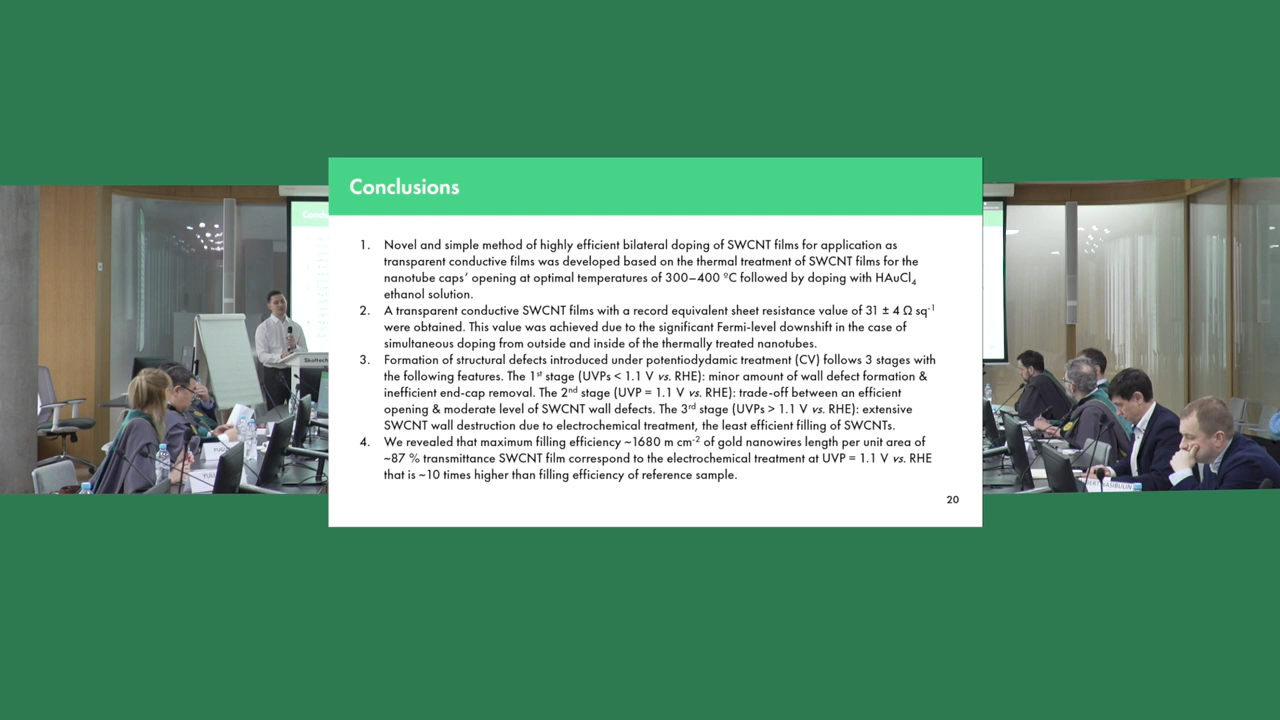 Conclusions
1. Novel and simple method of highly efficient bilateral doping of SWCNT films for application as
transparent conductive films was developed based on the thermal treatment of SWCNT films for the
nanotube caps' opening at optimal temperatures of 300–400 ºC followed by doping with HAuCl₄
ethanol solution.
2. A transparent conductive SWCNT films with a record equivalent sheet resistance value of 31 ± 4 Ω sq⁻¹
were obtained. This value was achieved due to the significant Fermi-level downshift in the case of
simultaneous doping from outside and inside of the thermally treated nanotubes.
3. Formation of structural defects introduced under potentiodydamic treatment (CV) follows 3 stages with
the following features. The 1ˢᵗ stage (UVPs < 1.1 V vs. RHE): minor amount of wall defect formation &
inefficient end-cap removal. The 2ⁿᵈ stage (UVP = 1.1 V vs. RHE): trade-off between an efficient
opening & moderate level of SWCNT wall defects. The 3ʳᵈ stage (UVPs > 1.1 V vs. RHE): extensive
SWCNT wall destruction due to electrochemical treatment, the least efficient filling of SWCNTs.
4. We revealed that maximum filling efficiency ~1680 m cm⁻² of gold nanowires length per unit area of
~87 % transmittance SWCNT film correspond to the electrochemical treatment at UVP = 1.1 V vs. RHE
that is ~10 times higher than filling efficiency of reference sample.
20
Conclu
Skoltech